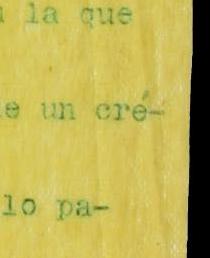 la que
un cré-
lo pa-